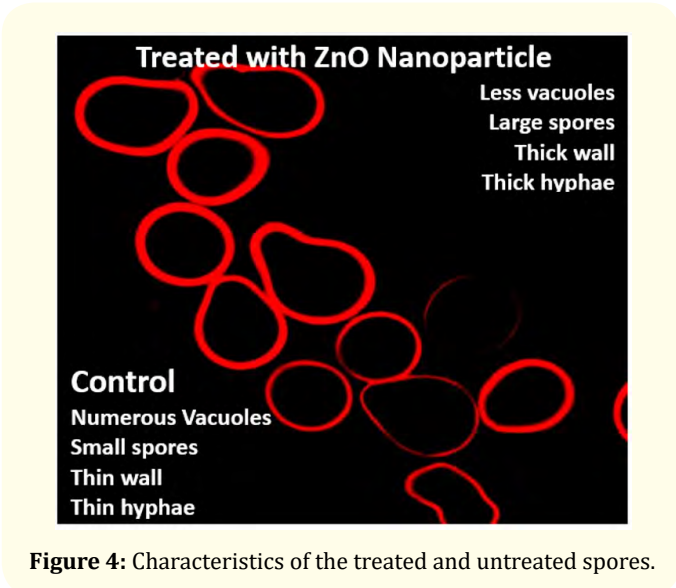 Treated with ZnO Nanoparticle
Less vacuoles
Large spores
Thick wall
Thick hyphae
Control
Numerous Vacuoles
Small spores
Thin wall
Thin hyphae
Figure 4: Characteristics of the treated and untreated spores.